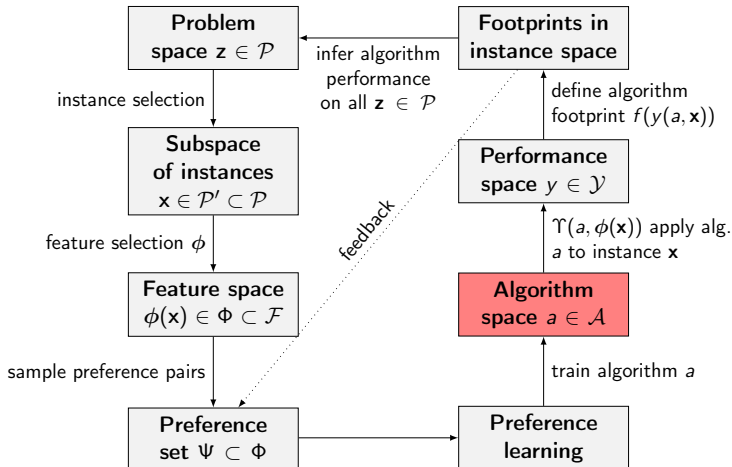 Problem
space z ∈ 𝒫
instance selection
Subspace
of instances
x ∈ 𝒫′ ⊂ 𝒫
feature selection ϕ
Feature space
ϕ(x) ∈ Φ ⊂ ℱ
sample preference pairs
Preference
set Ψ ⊂ Φ
Preference
learning
train algorithm a
Algorithm
space a ∈ 𝒜
ϒ(a, ϕ(x)) apply alg.
a to instance x
Performance
space y ∈ 𝒴
define algorithm
footprint f(y(a, x))
Footprints in
instance space
infer algorithm
performance
on all z ∈ 𝒫
feedback